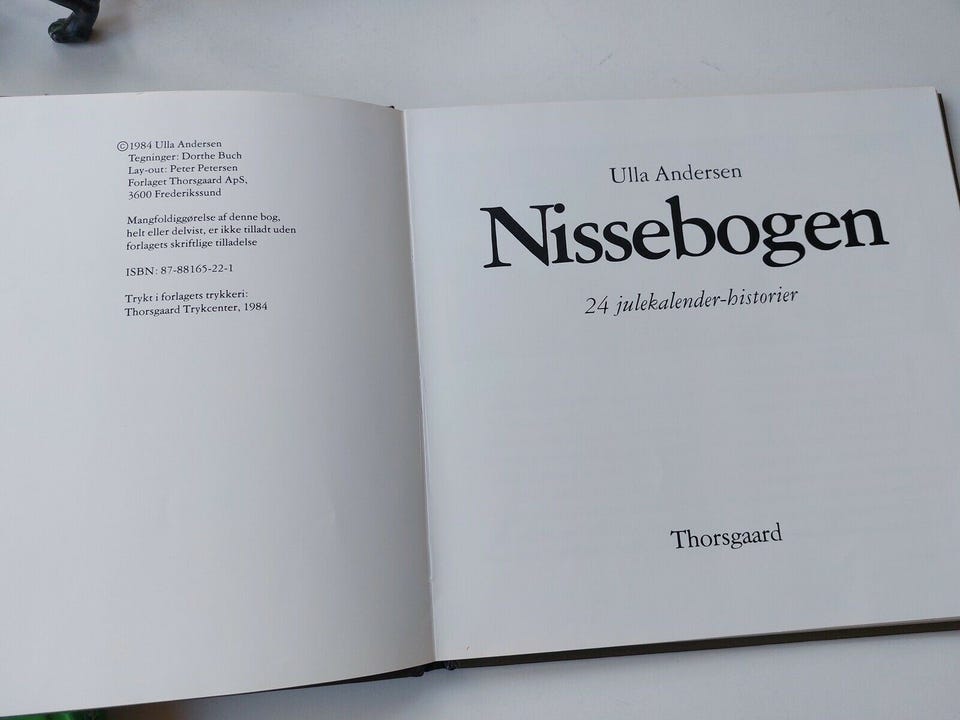 ©1984 Ulla Andersen
Tegninger: Dorthe Buch
Lay-out: Peter Petersen
Forlaget Thorsgaard ApS,
3600 Frederikssund
Mangfoldiggørelse af denne bog,
helt eller delvist, er ikke tilladt uden
forlagets skriftlige tilladelse
ISBN: 87-88165-22-1
Trykt i forlagets trykkeri:
Thorsgaard Trykcenter, 1984
Ulla Andersen
Nissebogen
24 julekalender-historier
Thorsgaard